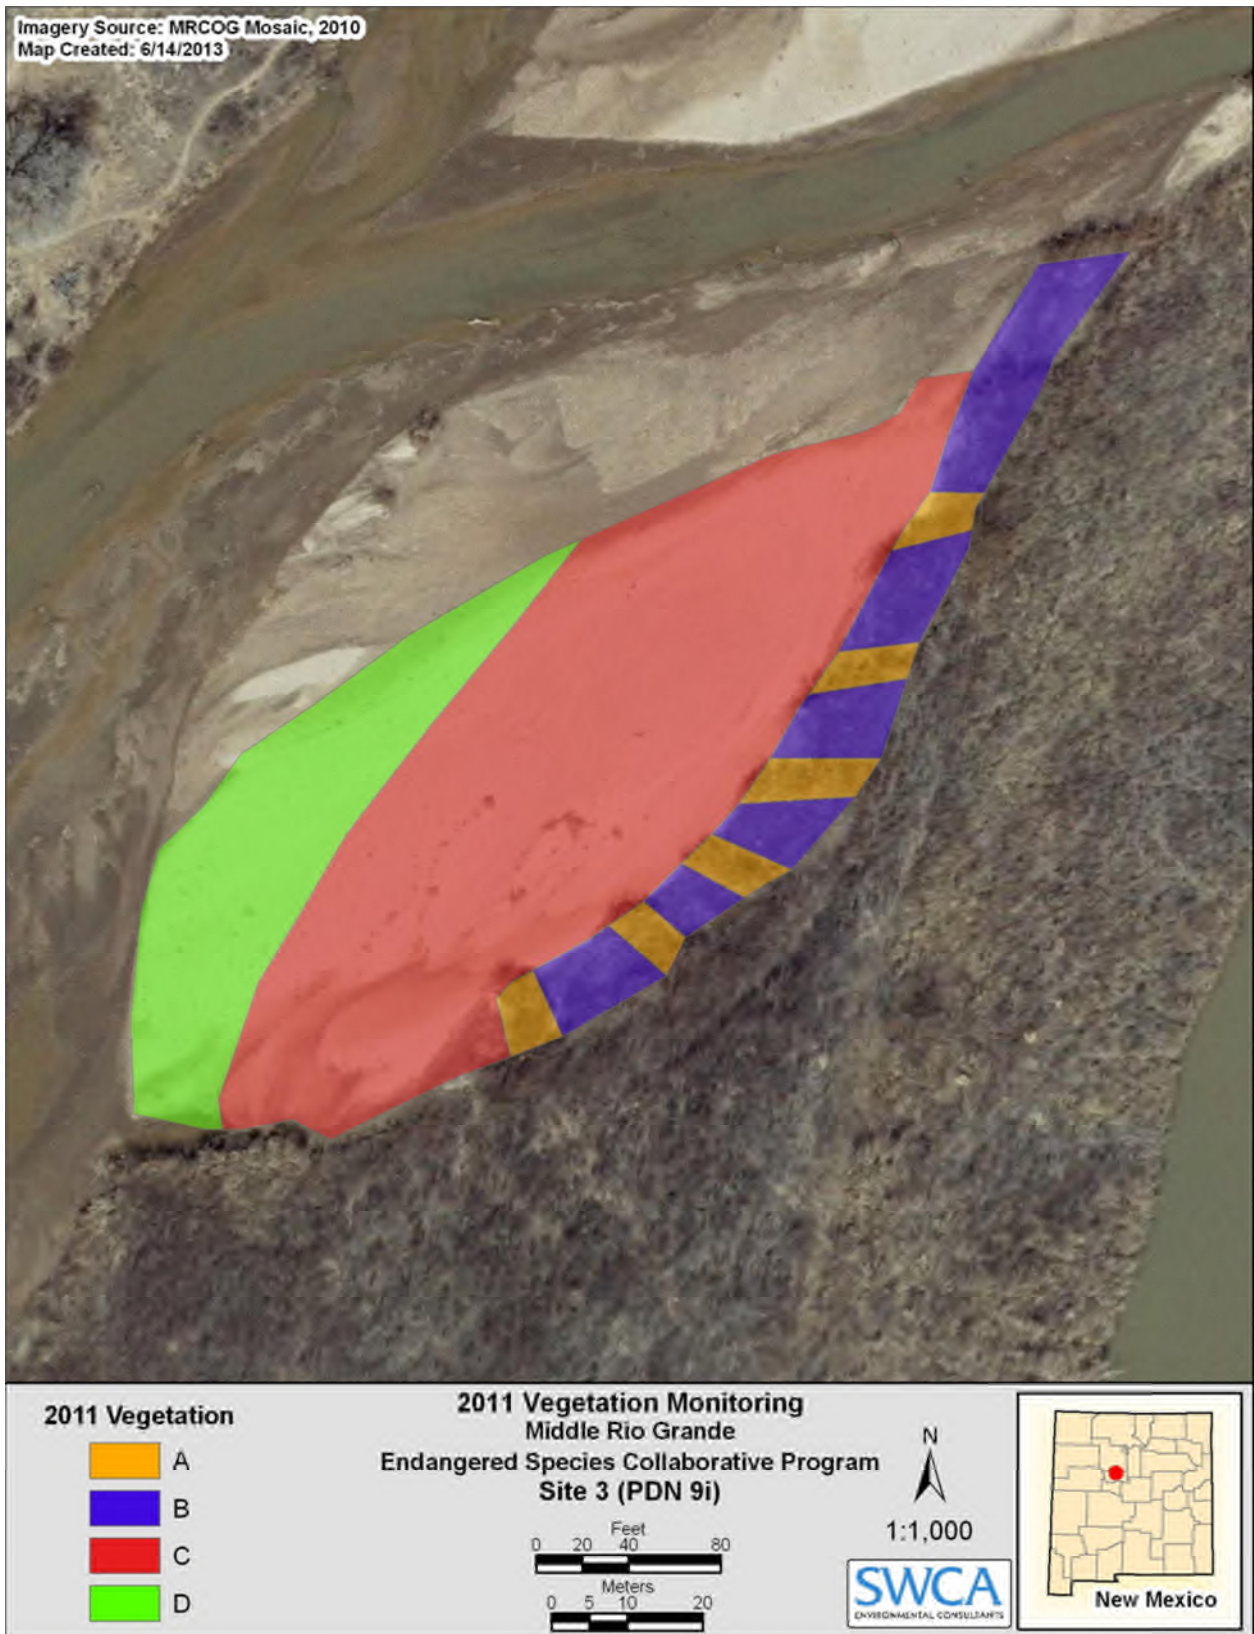 Imagery Source: MRCOG Mosaic, 2010
Map Created: 6/14/2013
2011 Vegetation
A
B
C
D
2011 Vegetation Monitoring
Middle Rio Grande
Endangered Species Collaborative Program
Site 3 (PDN 9i)
Feet
0 20 40 80
Meters
0 5 10 20
N
1:1,000
SWCA
ENVIRONMENTAL CONSULTANTS
New Mexico